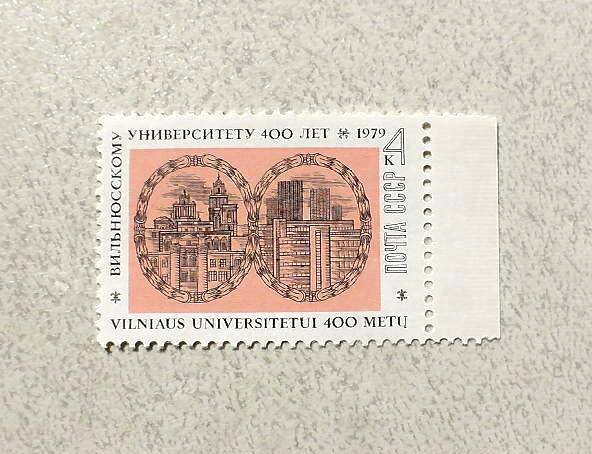 ВИЛЬНЮССКОМУ
УНИВЕРСИТЕТУ 400 ЛЕТ 1979
4 К
ПОЧТА СССР
VILNIAUS UNIVERSITETUI 400 METŲ